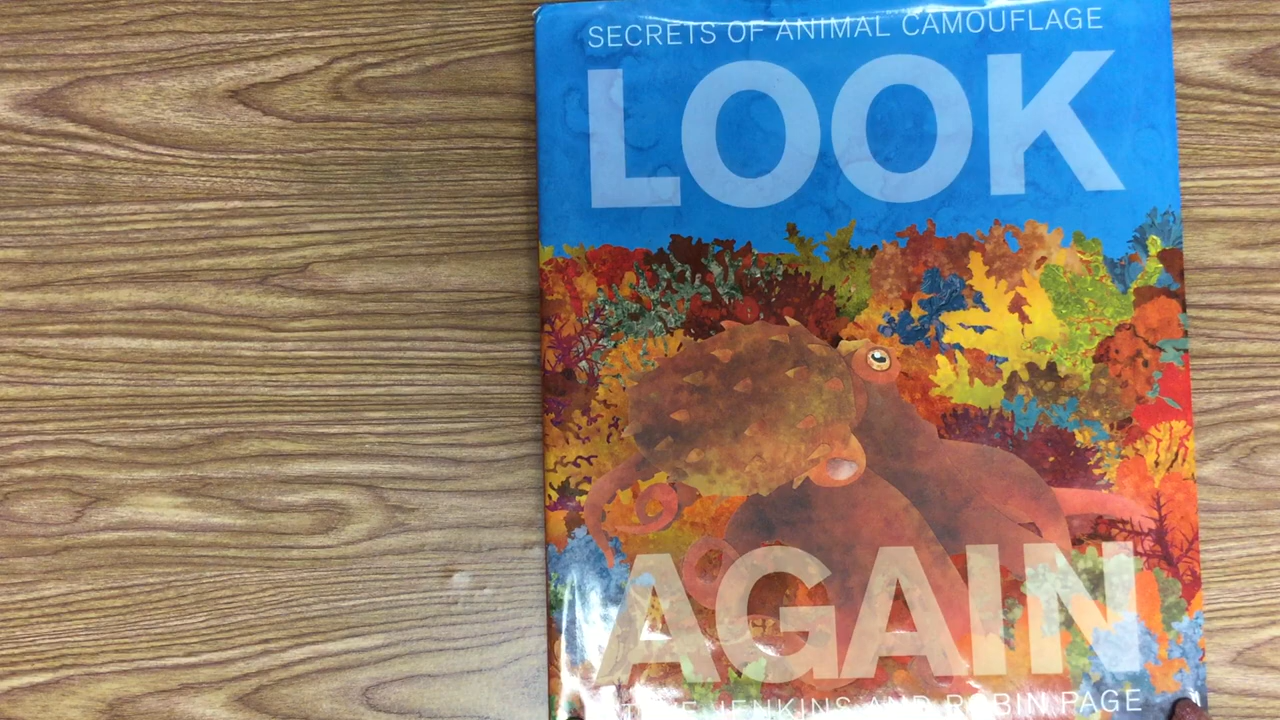 SECRETS OF ANIMAL CAMOUFLAGE
LOOK
AGAIN
JENKINS AND ROBIN PAGE